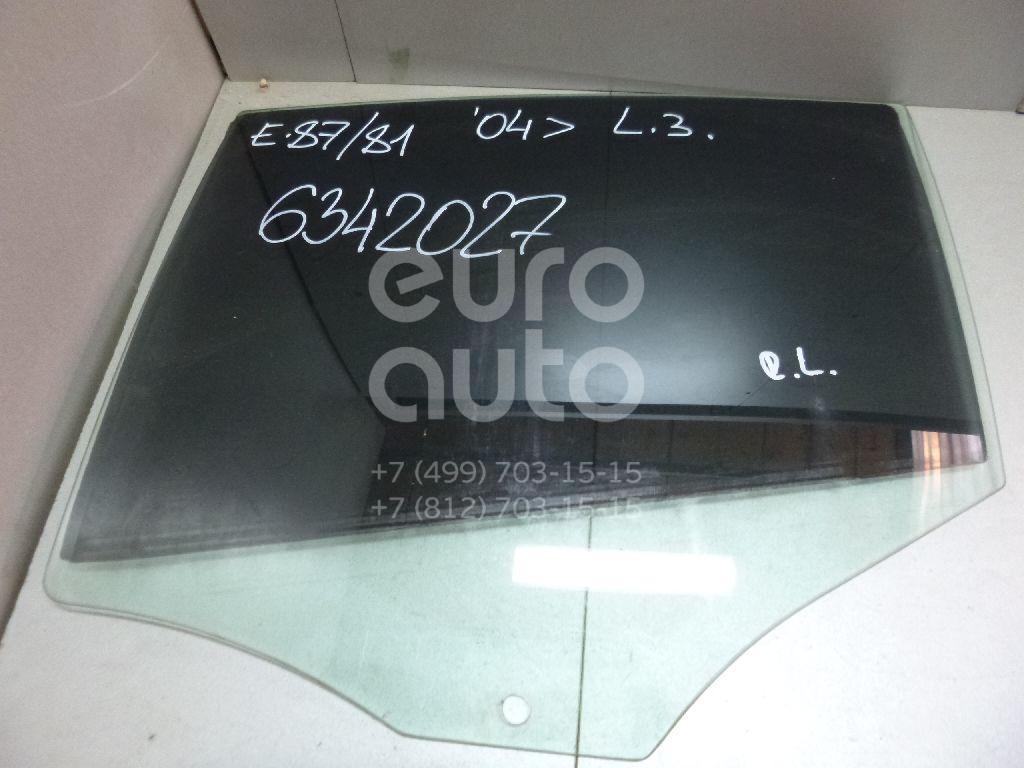 E.87/81 '04> L.3.
6342027
euro
auto
e.L.
+7 (499) 703-15-15
+7 (812) 703-15-15